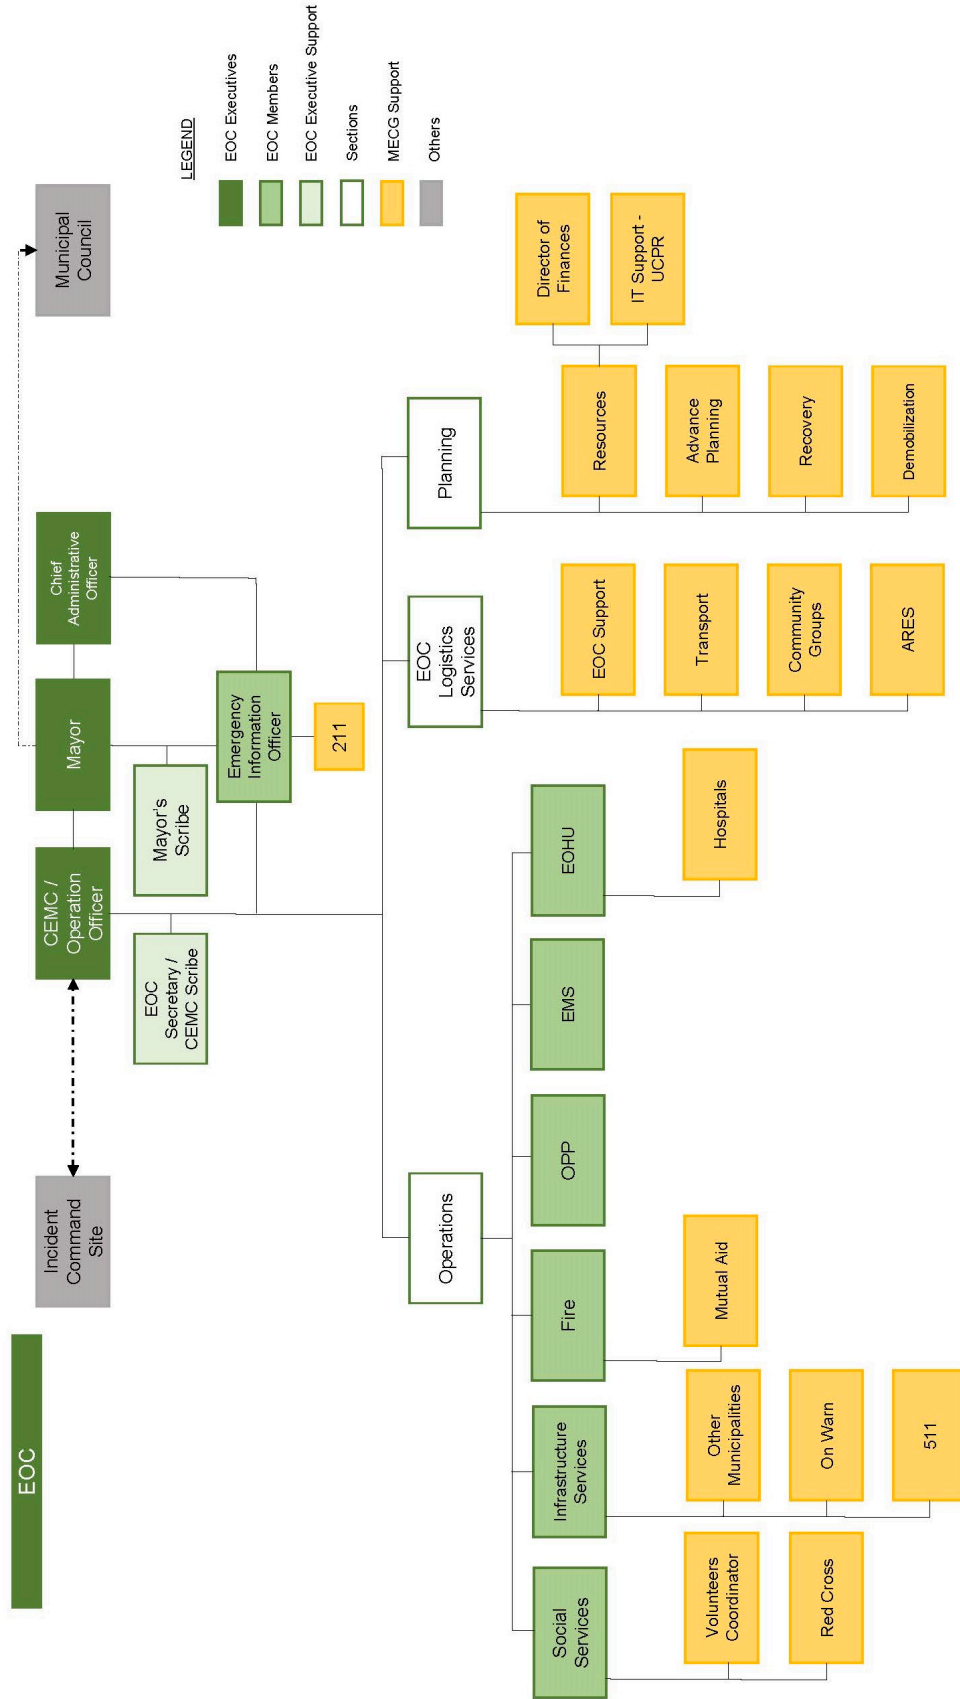 EOC
Incident
Command
Site
CEMC /
Operation
Officer
Mayor
Chief
Administrative
Officer
Municipal
Council
LEGEND
EOC Executives
EOC Members
EOC Executive Support
Sections
MECG Support
Others
EOC
Secretary /
CEMC Scribe
Mayor's
Scribe
Emergency
Information
Officer
211
Operations
EOC
Logistics
Services
Planning
Social
Services
Infrastructure
Services
Fire
OPP
EMS
EOHU
Volunteers
Coordinator
Red Cross
Other
Municipalities
On Warn
511
Mutual Aid
Hospitals
EOC Support
Transport
Community
Groups
ARES
Resources
Advance
Planning
Recovery
Demobilization
Director of
Finances
IT Support -
UCPR